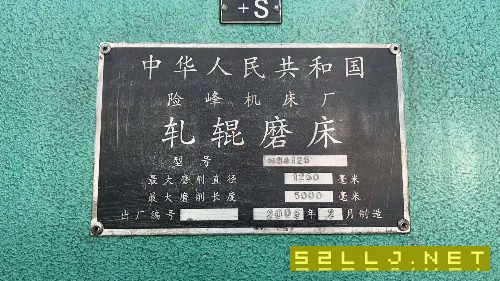 +S
中华人民共和国
险峰机床厂
轧辊磨床
型号
最大磨削直径 1250 毫米
最大磨削长度 5000 毫米
出厂编号 年 2 月制造
52LLJ.NET